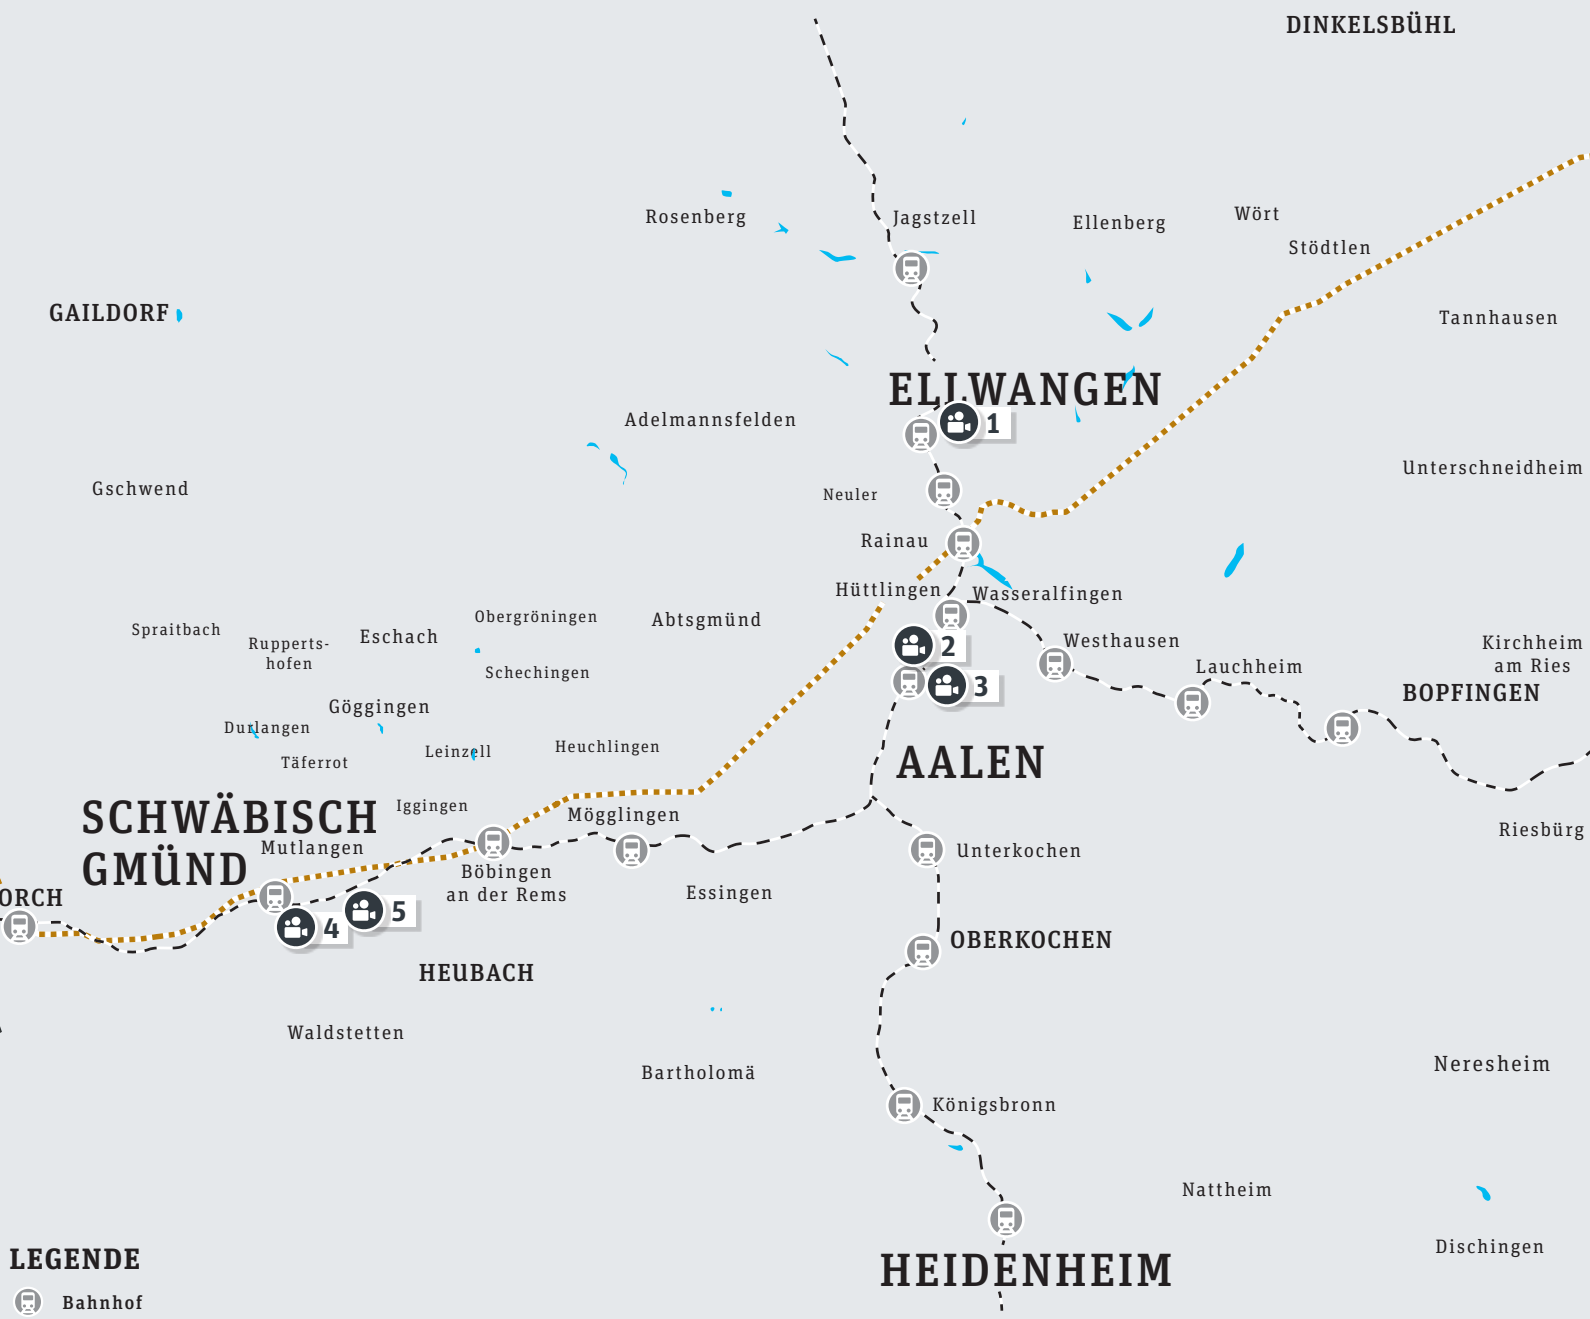 DINKELSBÜHL
Rosenberg
Jagstzell
Ellenberg
Wört
Stödtlen
GAILDORF
Tannhausen
ELLWANGEN
1
Adelmannsfelden
Gschwend
Neuler
Unterschneidheim
Rainau
Hüttlingen
Wasseralfingen
Spraitbach
Rupperts-
hofen
Eschach
Obergröningen
Abtsgmünd
2
Westhausen
Kirchheim
am Ries
Schechingen
3
Lauchheim
BOPFINGEN
Göggingen
Durlangen
Täferrot
Leinzell
Heuchlingen
AALEN
Iggingen
Mögglingen
SCHWÄBISCH
GMÜND
Mutlangen
Riesbürg
Unterkochen
Böbingen
an der Rems
Essingen
ORCH
4
5
OBERKOCHEN
HEUBACH
Waldstetten
Bartholomä
Neresheim
Königsbronn
Nattheim
Dischingen
HEIDENHEIM
LEGENDE
Bahnhof